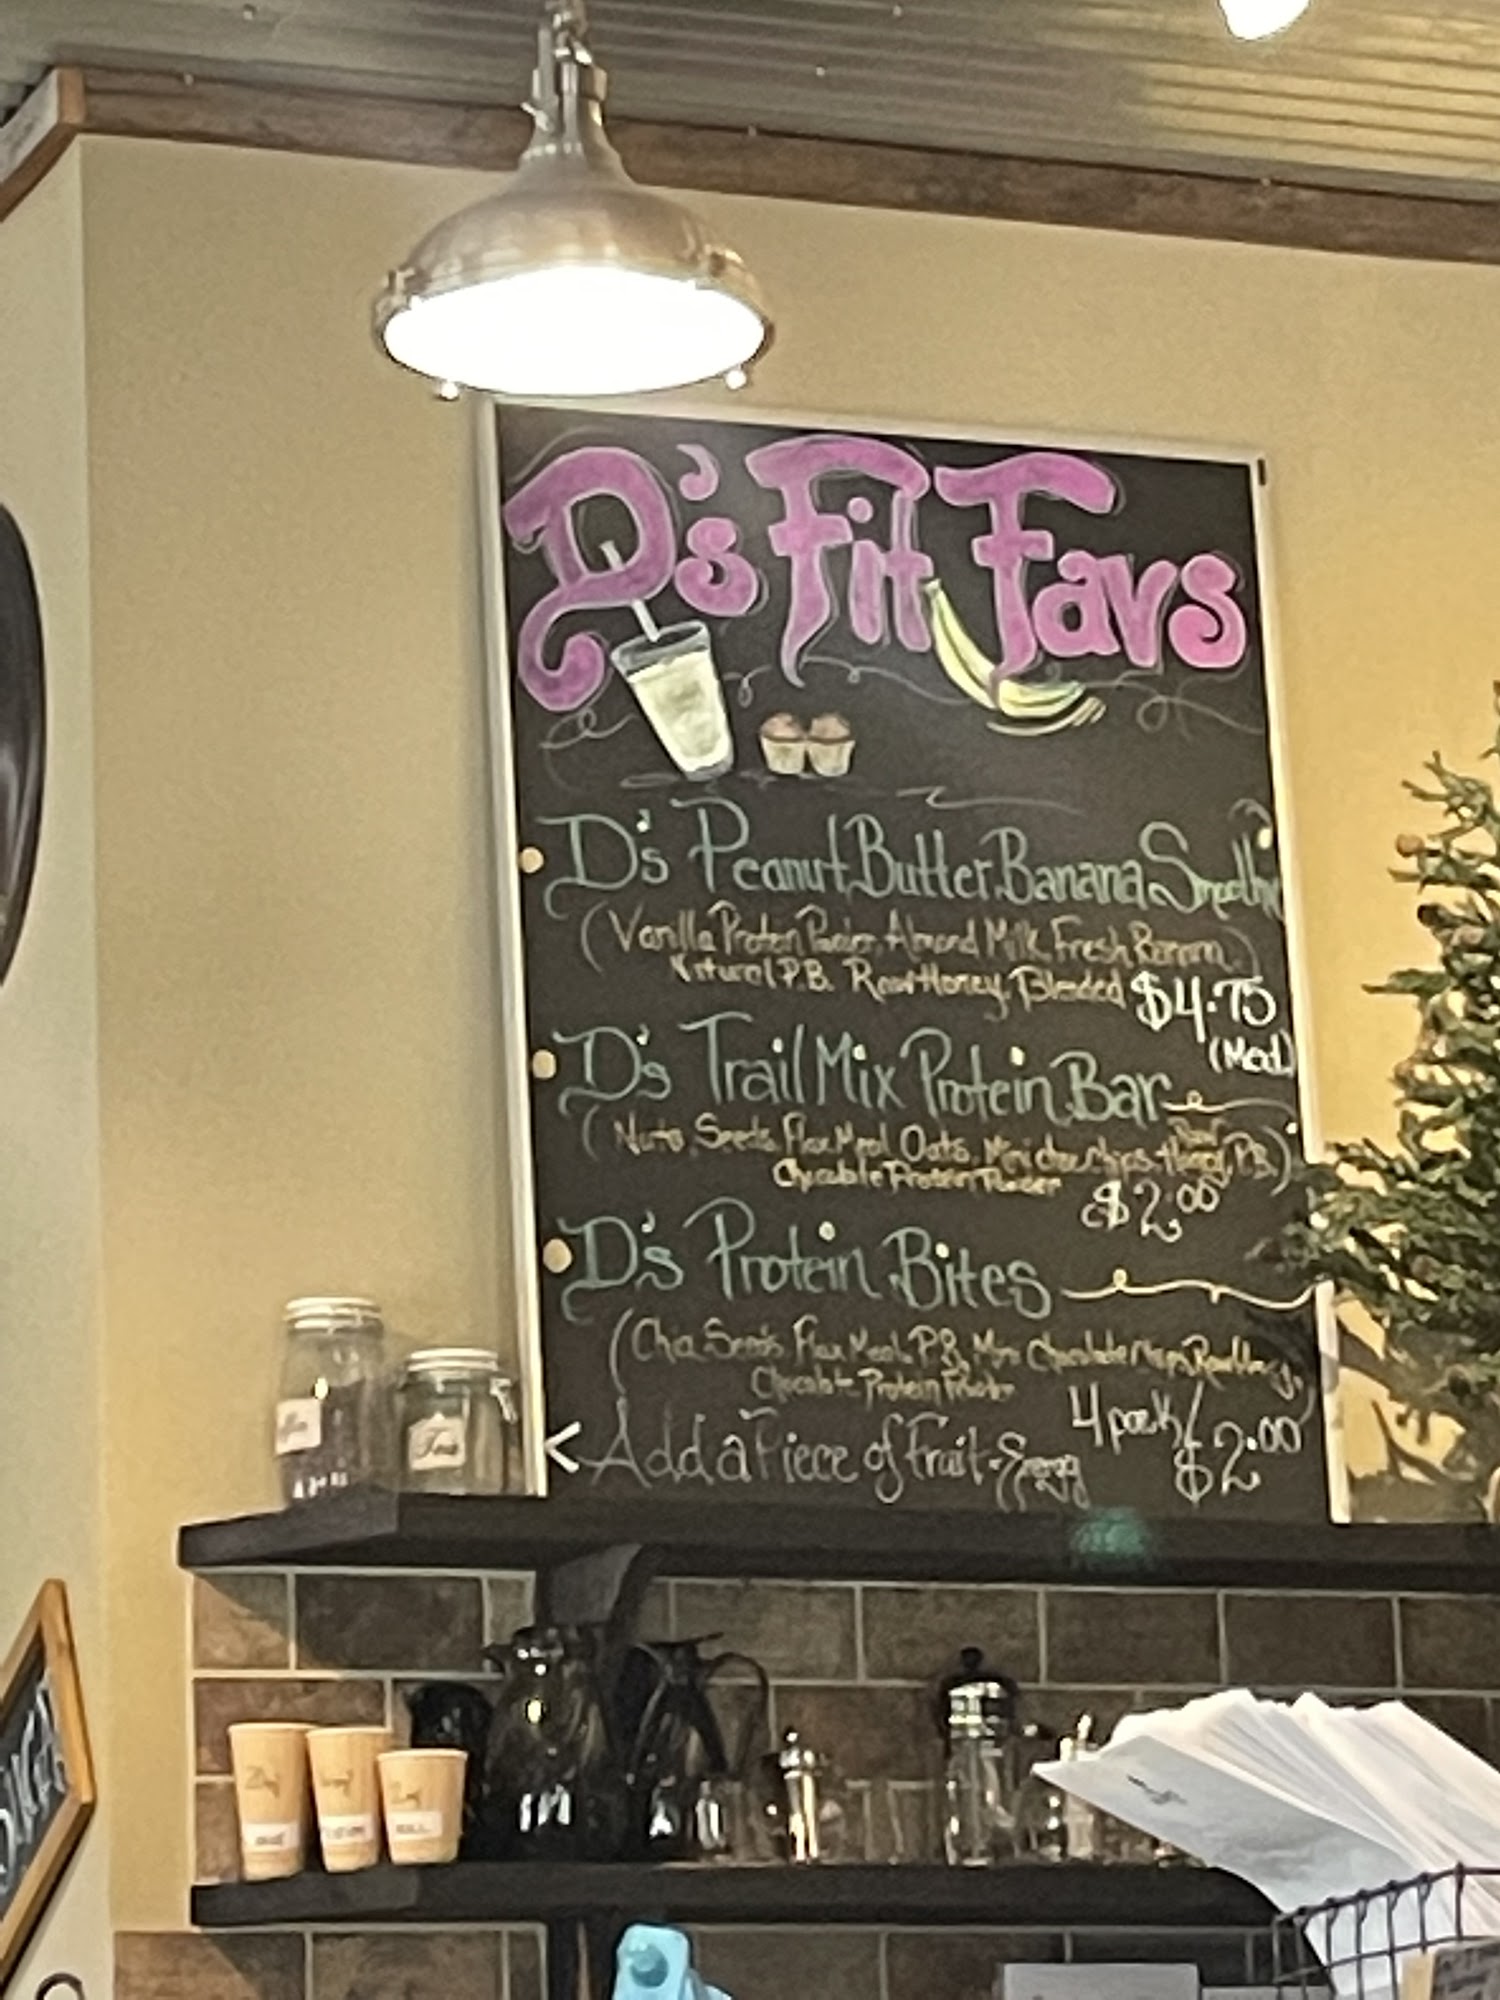 D's Fit Favs
D's Peanut Butter Banana Smoothie
(Vanilla Protein Powder, Almond Milk, Fresh Banana,
Natural P.B. Raw Honey, Blended)
$4.75
(Med.)
D's Trail Mix Protein Bar
(Nuts, Seeds, Flax Meal, Oats, Mini choc chips, Raw Honey, P.B.)
Chocolate Protein Powder
$2.00
D's Protein Bites
(Chia Seeds, Flax Meal, P.B, Mini Chocolate chips, Raw Honey,
Chocolate Protein Powder
4 pack/
$2.00
< Add a Piece of Fruit
Tea